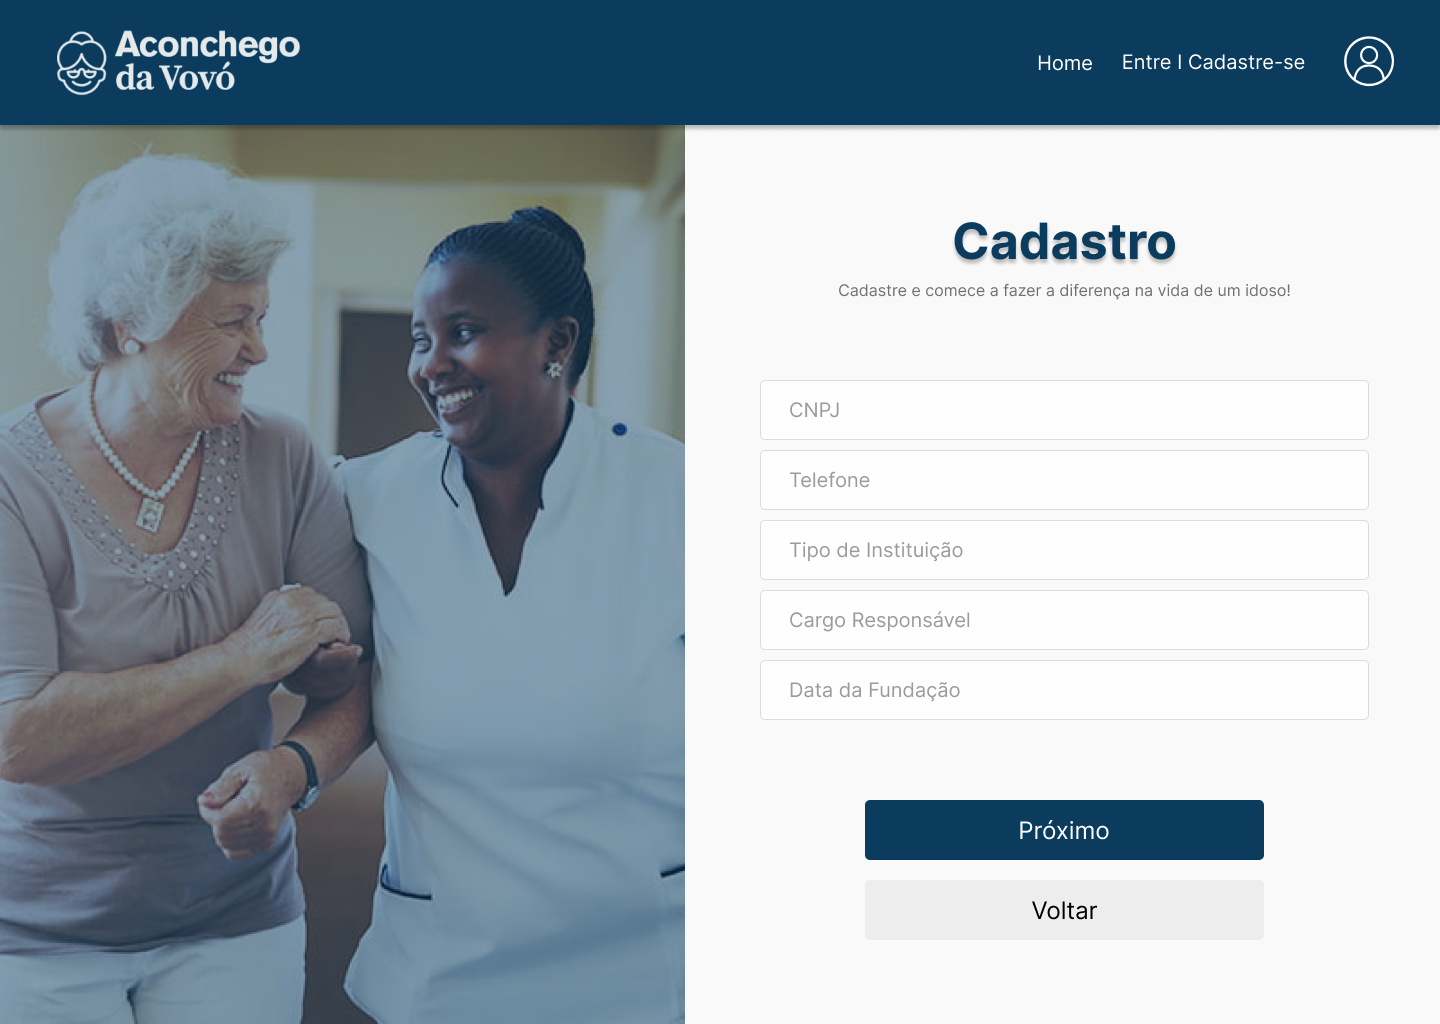 Aconchego
da Vovó
Home
Entre I Cadastre-se
Cadastro
Cadastre e comece a fazer a diferença na vida de um idoso!
CNPJ
Telefone
Tipo de Instituição
Cargo Responsável
Data da Fundação
Próximo
Voltar